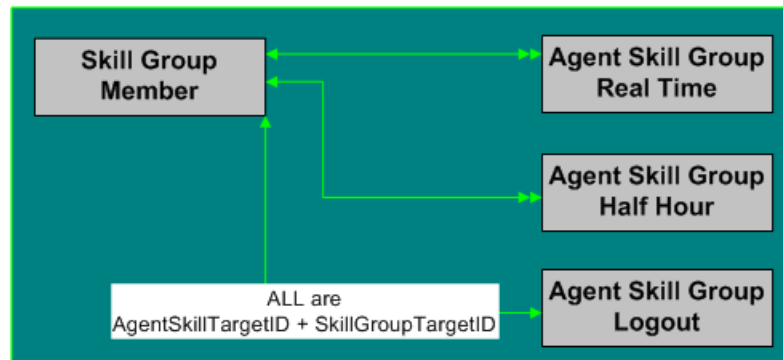 Skill Group
Member
Agent Skill Group
Real Time
Agent Skill Group
Half Hour
ALL are
AgentSkillTargetID + SkillGroupTargetID
Agent Skill Group
Logout